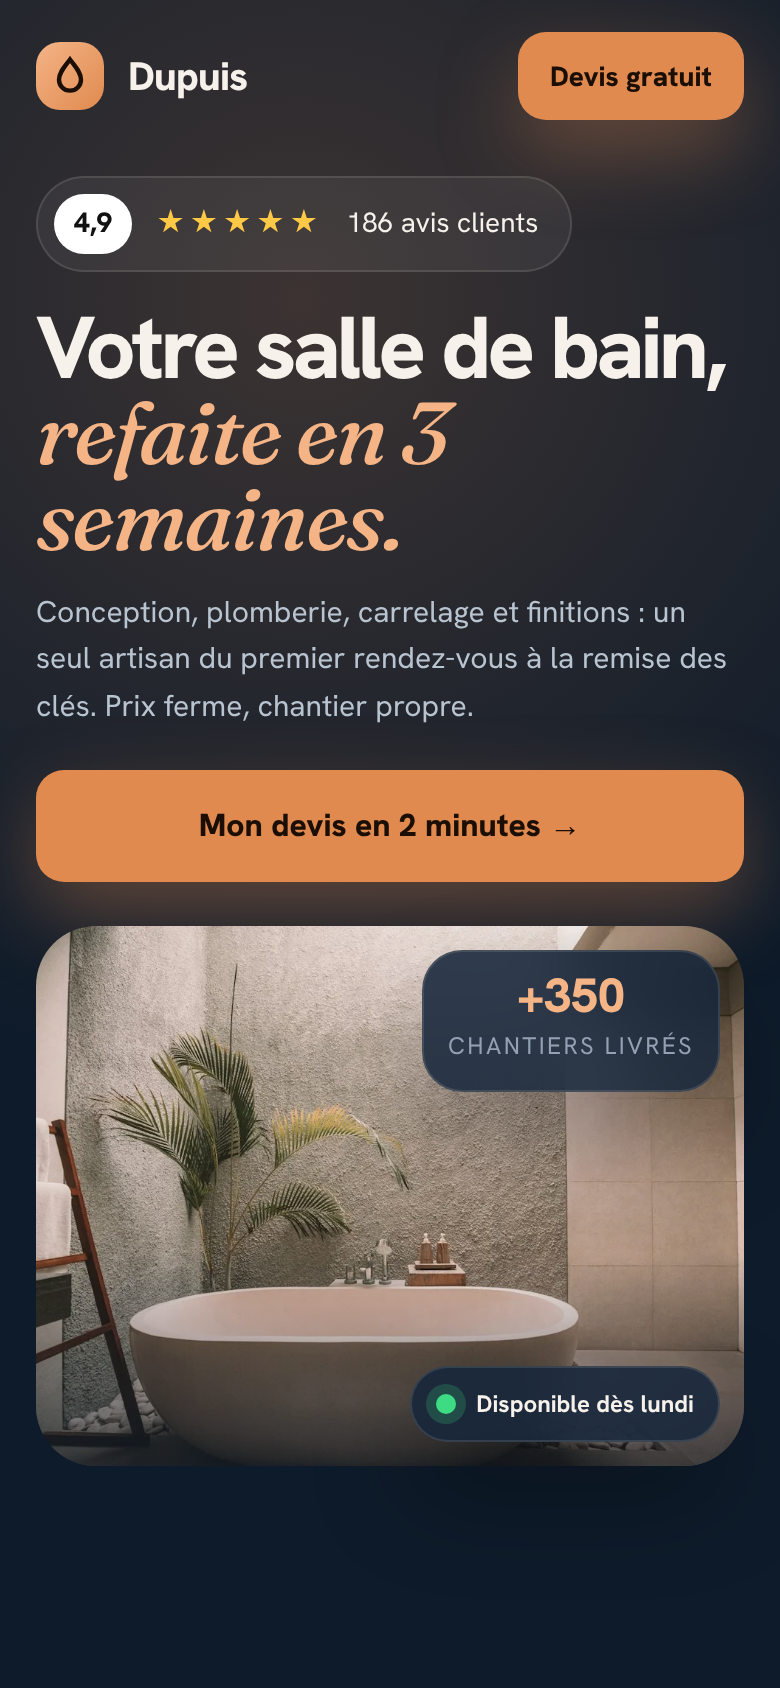 Dupuis
Devis gratuit
4,9 ★★★★★ 186 avis clients
Votre salle de bain,
refaite en 3
semaines.
Conception, plomberie, carrelage et finitions : un
seul artisan du premier rendez-vous à la remise des
clés. Prix ferme, chantier propre.
Mon devis en 2 minutes →
+350
CHANTIERS LIVRÉS
Disponible dès lundi